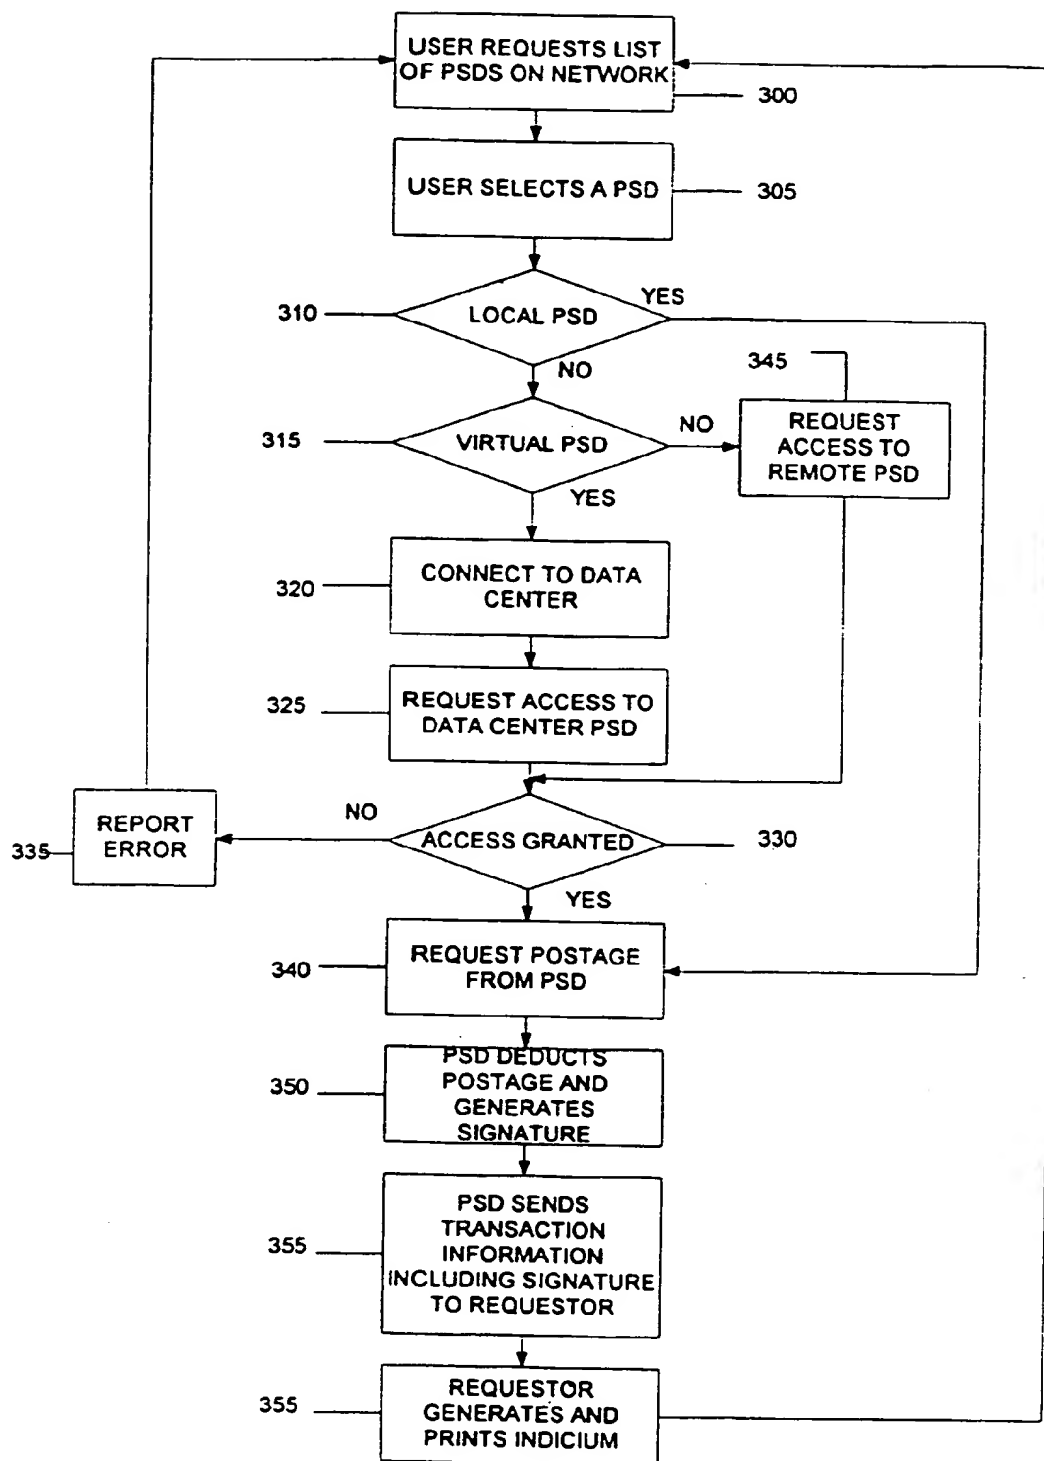 USER REQUESTS LIST
OF PSDS ON NETWORK
300
USER SELECTS A PSD
305
310
LOCAL PSD
YES
NO
345
315
VIRTUAL PSD
NO
REQUEST
ACCESS TO
REMOTE PSD
YES
320
CONNECT TO DATA
CENTER
325
REQUEST ACCESS TO
DATA CENTER PSD
335
REPORT
ERROR
NO
ACCESS GRANTED
330
YES
340
REQUEST POSTAGE
FROM PSD
350
PSD DEDUCTS
POSTAGE AND
GENERATES
SIGNATURE
355
PSD SENDS
TRANSACTION
INFORMATION
INCLUDING SIGNATURE
TO REQUESTOR
355
REQUESTOR
GENERATES AND
PRINTS INDICIUM